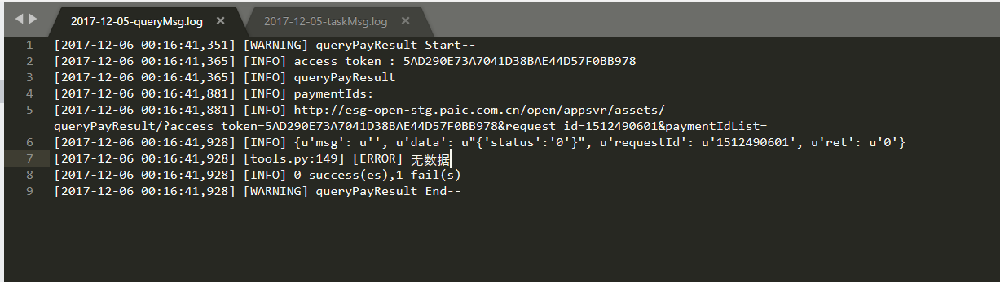 2017-12-05-queryMsg.log × 2017-12-05-taskMsg.log ×
1 [2017-12-06 00:16:41,351] [WARNING] queryPayResult Start--
2 [2017-12-06 00:16:41,365] [INFO] access_token : 5AD290E73A7041D38BAE44D57F0BB978
3 [2017-12-06 00:16:41,365] [INFO] queryPayResult
4 [2017-12-06 00:16:41,881] [INFO] paymentIds:
5 [2017-12-06 00:16:41,881] [INFO] http://esg-open-stg.paic.com.cn/open/appsvr/assets/
queryPayResult/?access_token=5AD290E73A7041D38BAE44D57F0BB978&request_id=1512490601&paymentIdList=
6 [2017-12-06 00:16:41,928] [INFO] {u'msg': u'', u'data': u"{'status':'0'}", u'requestId': u'1512490601', u'ret': u'0'}
7 [2017-12-06 00:16:41,928] [tools.py:149] [ERROR] 无数据
8 [2017-12-06 00:16:41,928] [INFO] 0 success(es),1 fail(s)
9 [2017-12-06 00:16:41,928] [WARNING] queryPayResult End--